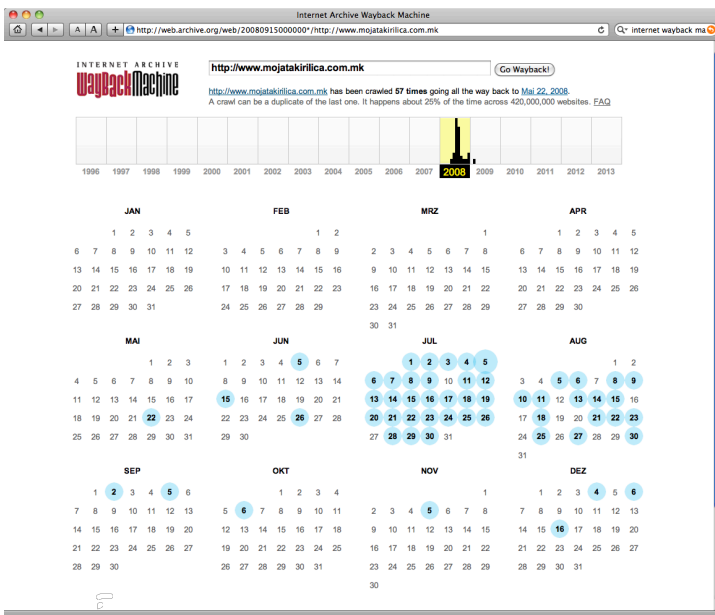 Internet Archive Wayback Machine
A A + http://web.archive.org/web/20080915000000*/http://www.mojatakirilica.com.mk internet wayback ma
INTERNET ARCHIVE
WayBackMachine
http://www.mojatakirilica.com.mk Go Wayback!
http://www.mojatakirilica.com.mk has been crawled 57 times going all the way back to Mai 22, 2008.
A crawl can be a duplicate of the last one. It happens about 25% of the time across 420,000,000 websites. FAQ
1996 1997 1998 1999 2000 2001 2002 2003 2004 2005 2006 2007 2008 2009 2010 2011 2012 2013
JAN FEB MRZ APR
1 2 3 4 5 1 2 1 1 2 3 4 5
6 7 8 9 10 11 12 3 4 5 6 7 8 9 2 3 4 5 6 7 8 6 7 8 9 10 11 12
13 14 15 16 17 18 19 10 11 12 13 14 15 16 9 10 11 12 13 14 15 13 14 15 16 17 18 19
20 21 22 23 24 25 26 17 18 19 20 21 22 23 16 17 18 19 20 21 22 20 21 22 23 24 25 26
27 28 29 30 31 24 25 26 27 28 29 23 24 25 26 27 28 29 27 28 29 30
30 31
MAI JUN JUL AUG
1 2 3 1 2 3 4 5 6 7 1 2 3 4 5 1 2
4 5 6 7 8 9 10 8 9 10 11 12 13 14 6 7 8 9 10 11 12 3 4 5 6 7 8 9
11 12 13 14 15 16 17 15 16 17 18 19 20 21 13 14 15 16 17 18 19 10 11 12 13 14 15 16
18 19 20 21 22 23 24 22 23 24 25 26 27 28 20 21 22 23 24 25 26 17 18 19 20 21 22 23
25 26 27 28 29 30 31 29 30 27 28 29 30 31 24 25 26 27 28 29 30
31
SEP OKT NOV DEZ
1 2 3 4 5 6 1 2 3 4 1 1 2 3 4 5 6
7 8 9 10 11 12 13 5 6 7 8 9 10 11 2 3 4 5 6 7 8 7 8 9 10 11 12 13
14 15 16 17 18 19 20 12 13 14 15 16 17 18 9 10 11 12 13 14 15 14 15 16 17 18 19 20
21 22 23 24 25 26 27 19 20 21 22 23 24 25 16 17 18 19 20 21 22 21 22 23 24 25 26 27
28 29 30 26 27 28 29 30 31 23 24 25 26 27 28 29 28 29 30 31
30